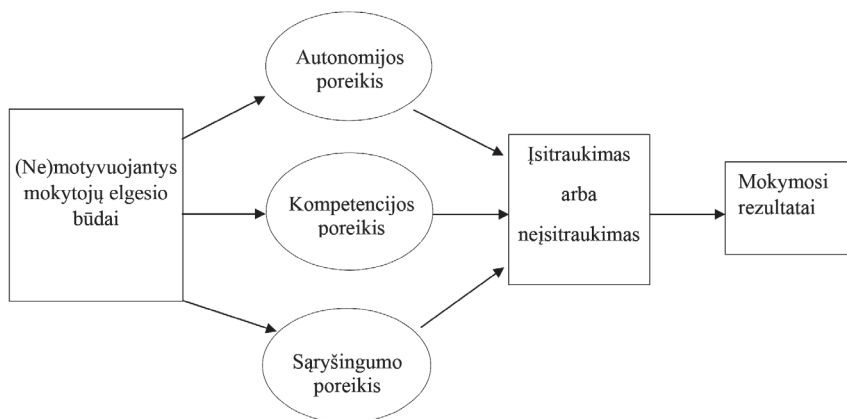 (Ne)motyvuojantys
mokytojų elgesio
būdai
Autonomijos
poreikis
Kompetencijos
poreikis
Sąryšingumo
poreikis
Įsitraukimas
arba
neįsitraukimas
Mokymosi
rezultatai